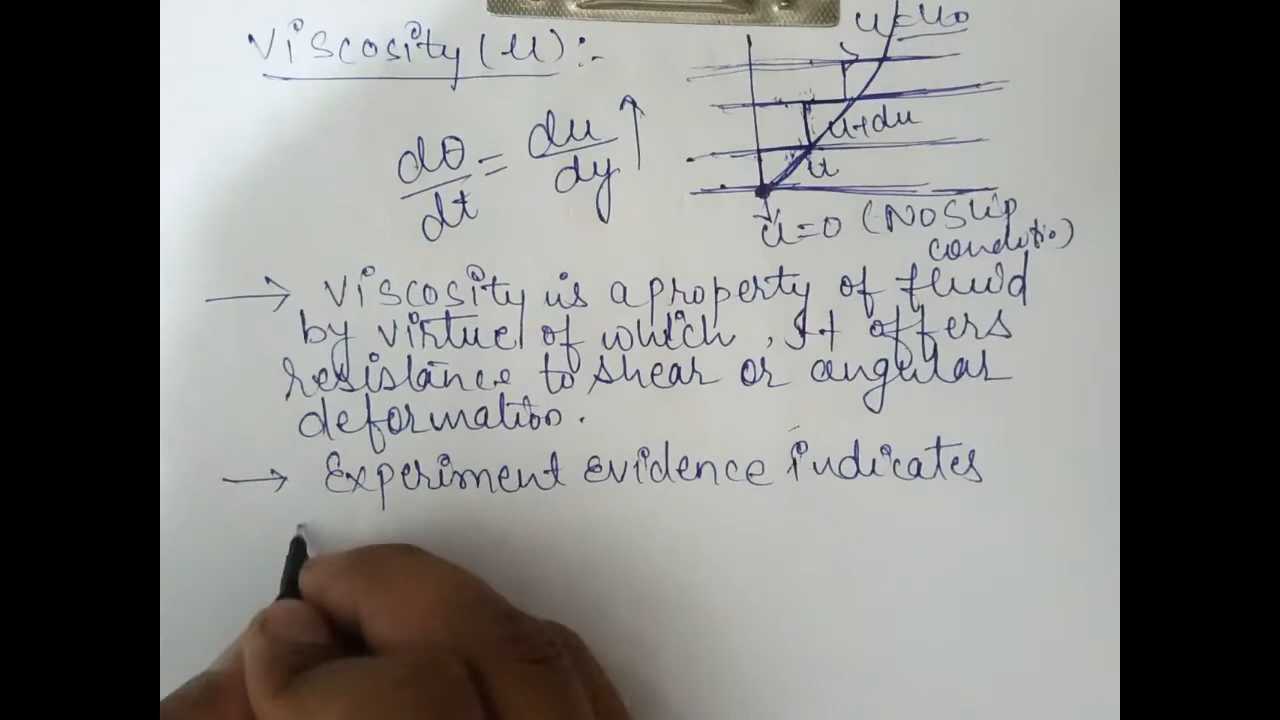 Viscosity (μ) :-
u=u₀
dθ/dt = du/dy ↑
u+du
u
u=0 (No Slip
conditio)
→ Viscosity is a property of fluid
by virtue of which, It offers
resistance to shear or angular
deformation.
→ Experiment evidence indicates